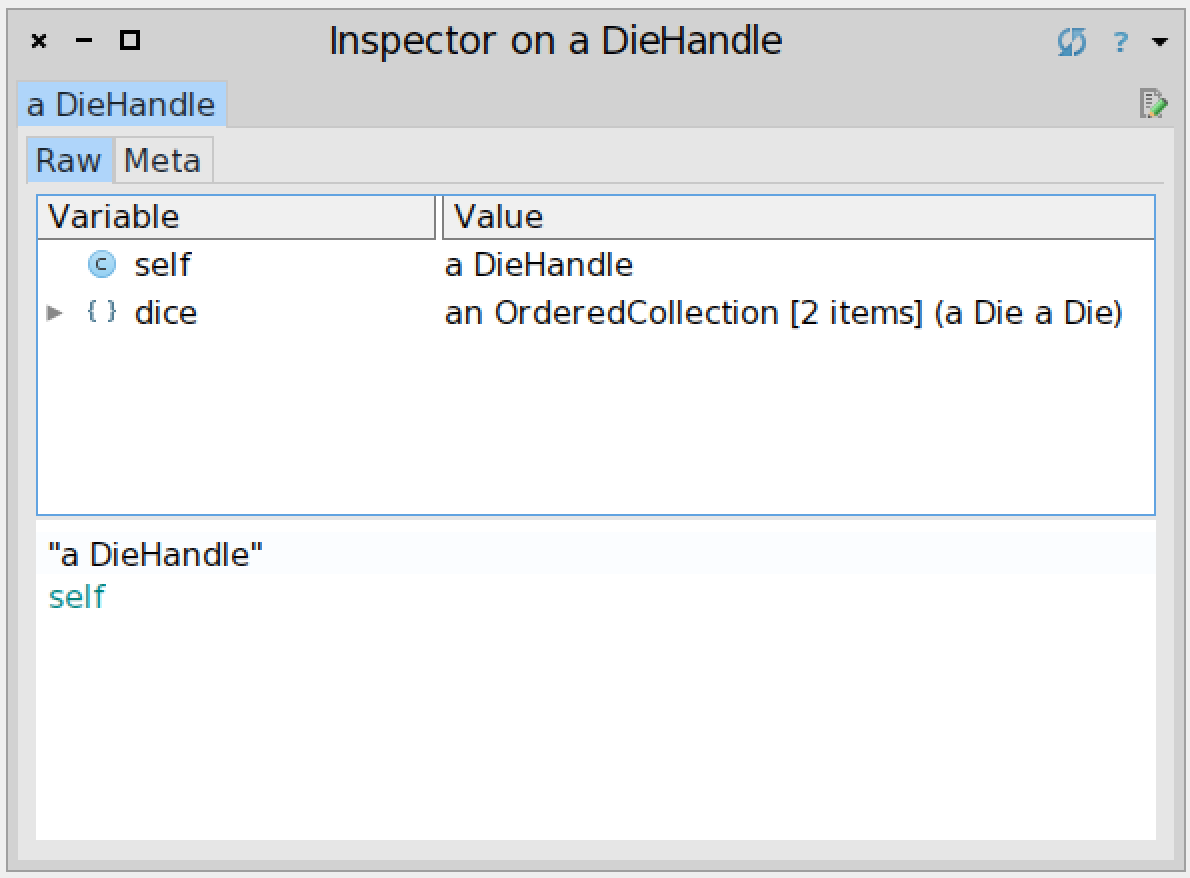 Inspector on a DieHandle
?
a DieHandle
Raw Meta
Variable Value
C self a DieHandle
{ } dice an OrderedCollection [2 items] (a Die a Die)
"a DieHandle"
self